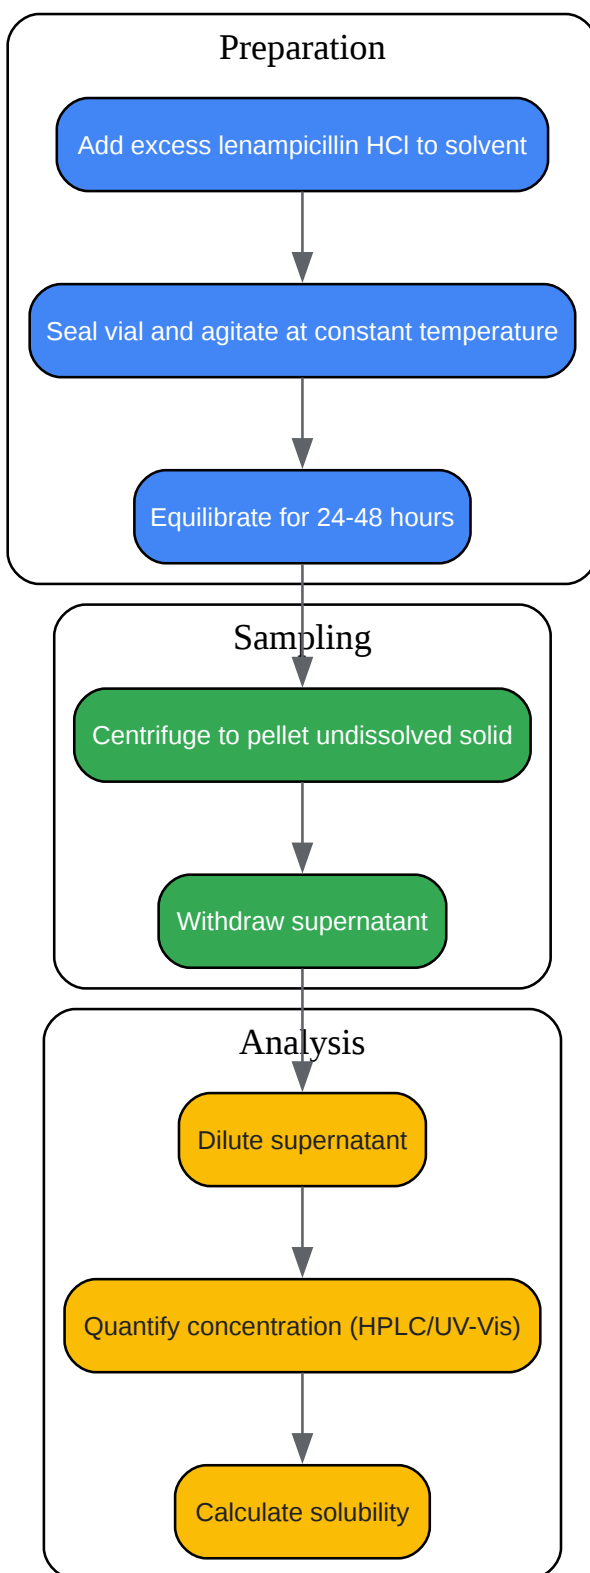 Preparation
Add excess lenampicillin HCl to solvent
Seal vial and agitate at constant temperature
Equilibrate for 24-48 hours
Sampling
Centrifuge to pellet undissolved solid
Withdraw supernatant
Analysis
Dilute supernatant
Quantify concentration (HPLC/UV-Vis)
Calculate solubility